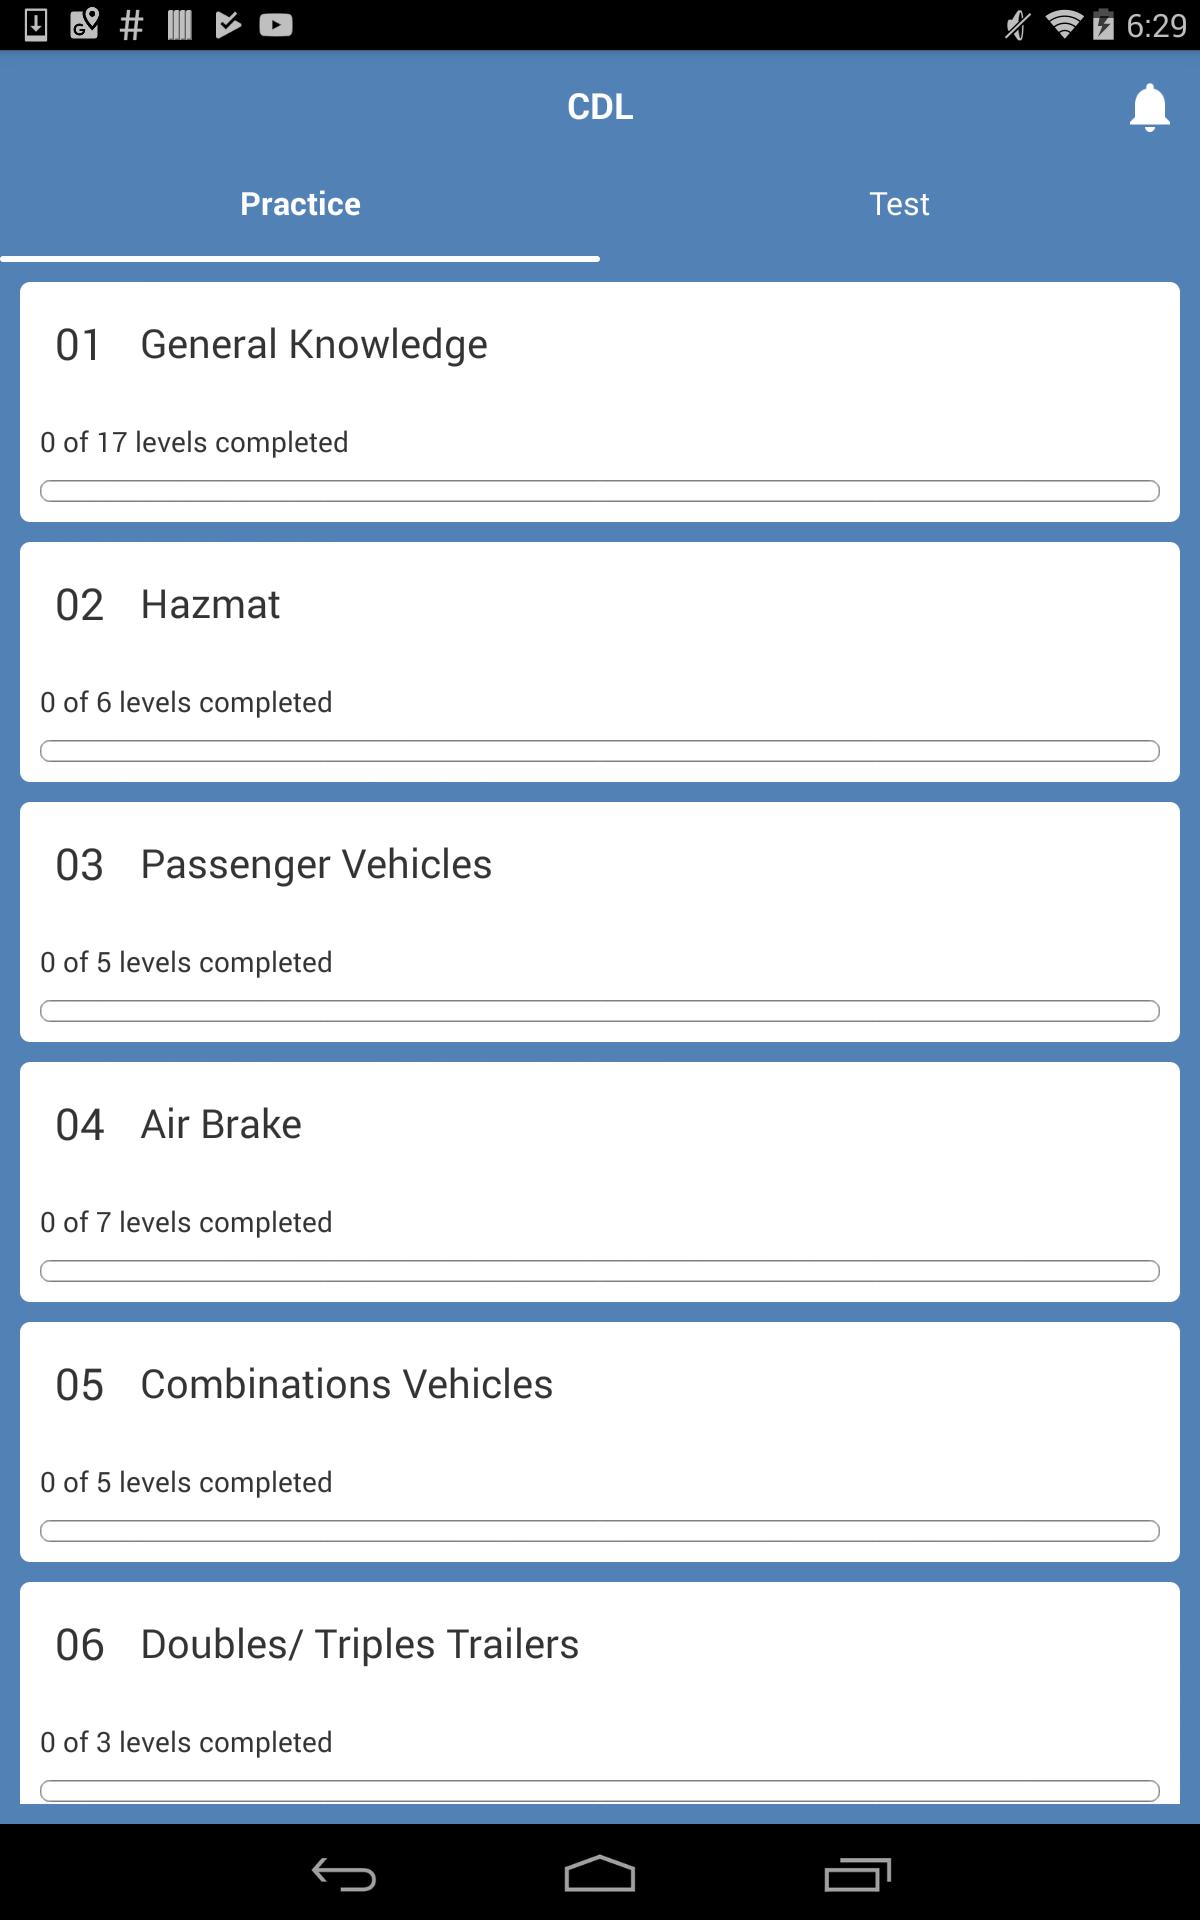 6:29
CDL
Practice
Test
01 General Knowledge
0 of 17 levels completed
02 Hazmat
0 of 6 levels completed
03 Passenger Vehicles
0 of 5 levels completed
04 Air Brake
0 of 7 levels completed
05 Combinations Vehicles
0 of 5 levels completed
06 Doubles/ Triples Trailers
0 of 3 levels completed